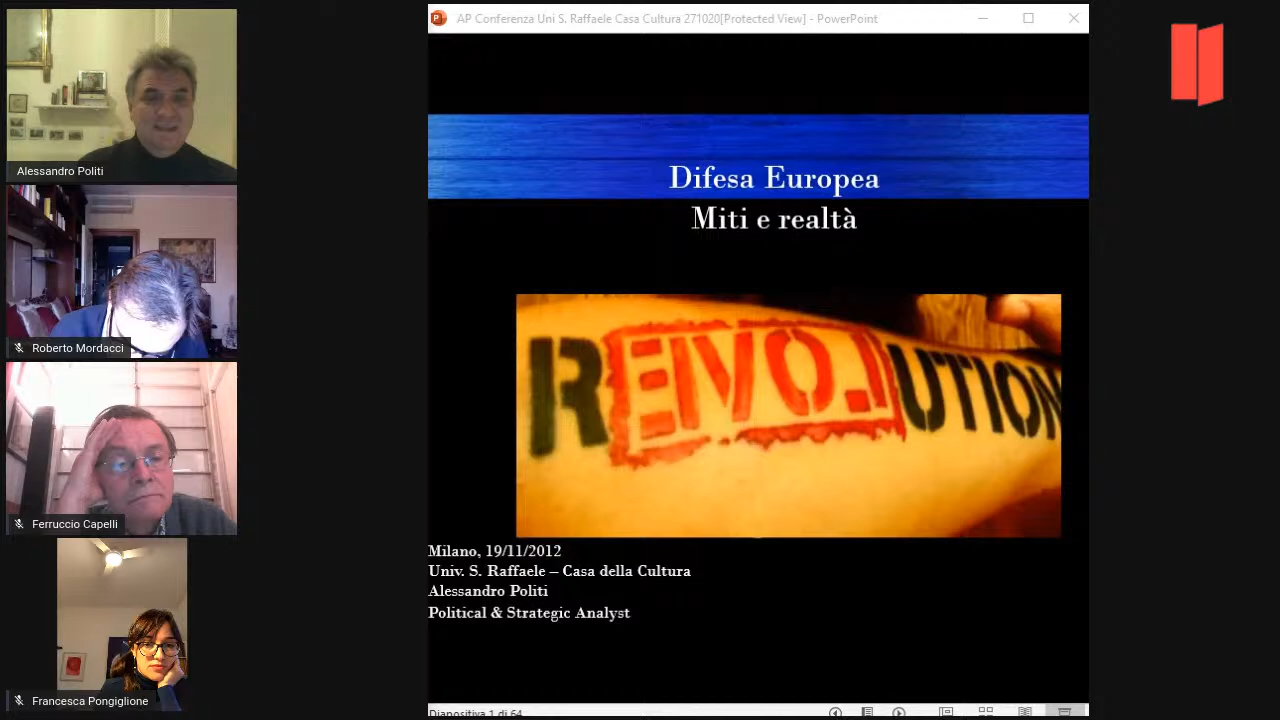 AP Conferenza Uni S. Raffaele Casa Cultura 271020[Protected View] - PowerPoint
Alessandro Politi
Roberto Mordacci
Ferruccio Capelli
Francesca Pongiglione
Difesa Europea
Miti e realtà
REVOLUTION
Milano, 19/11/2012
Univ. S. Raffaele – Casa della Cultura
Alessandro Politi
Political & Strategic Analyst
Diapositiva 1 di 64